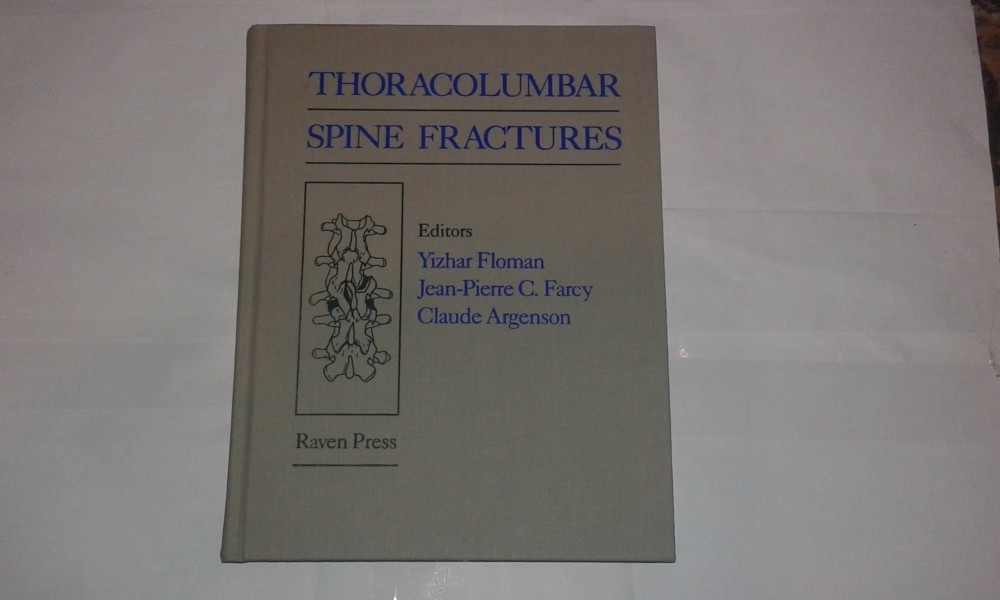 THORACOLUMBAR
SPINE FRACTURES
Editors
Yizhar Floman
Jean-Pierre C. Farcy
Claude Argenson
Raven Press